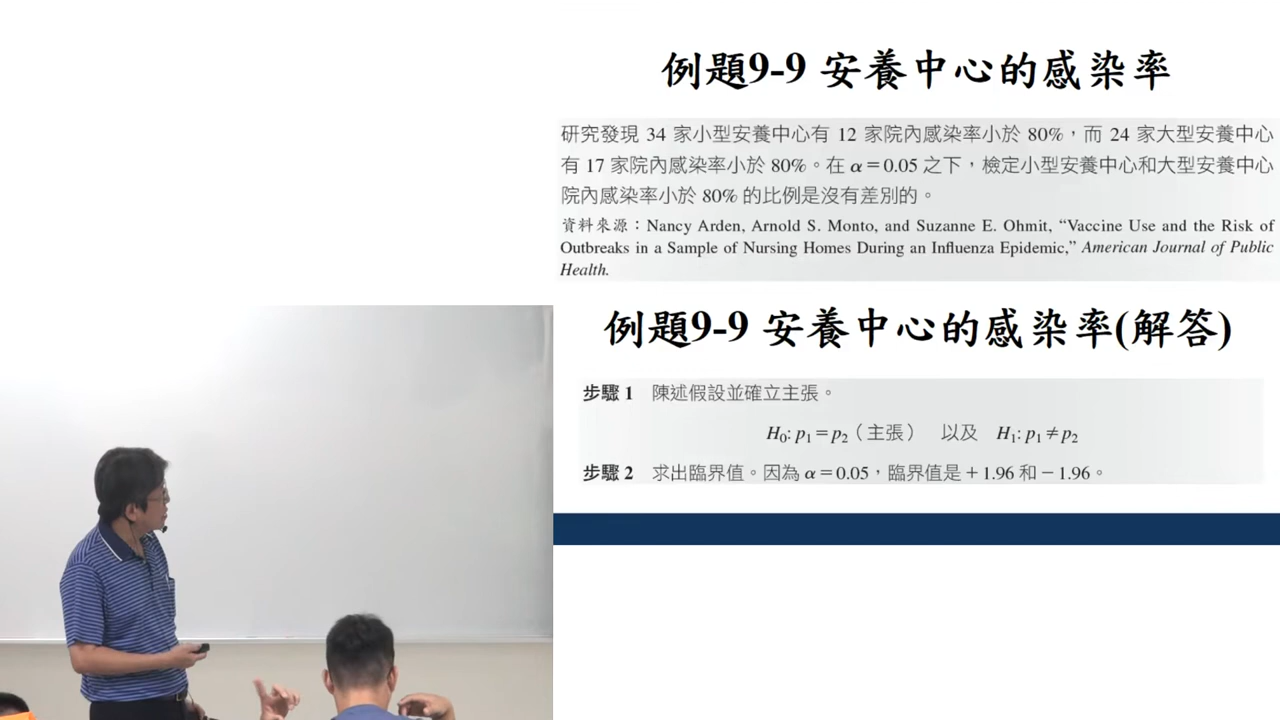 例題9-9 安養中心的感染率
研究發現 34 家小型安養中心有 12 家院內感染率小於 80%，而 24 家大型安養中心
有 17 家院內感染率小於 80%。在 α＝0.05 之下，檢定小型安養中心和大型安養中心
院內感染率小於 80% 的比例是沒有差別的。
資料來源：Nancy Arden, Arnold S. Monto, and Suzanne E. Ohmit, “Vaccine Use and the Risk of
Outbreaks in a Sample of Nursing Homes During an Influenza Epidemic,” American Journal of Public
Health.
例題9-9 安養中心的感染率(解答)
步驟 1 陳述假設並確立主張。
H₀: p₁＝p₂（主張） 以及 H₁: p₁≠p₂
步驟 2 求出臨界值。因為 α＝0.05，臨界值是＋1.96 和－1.96。